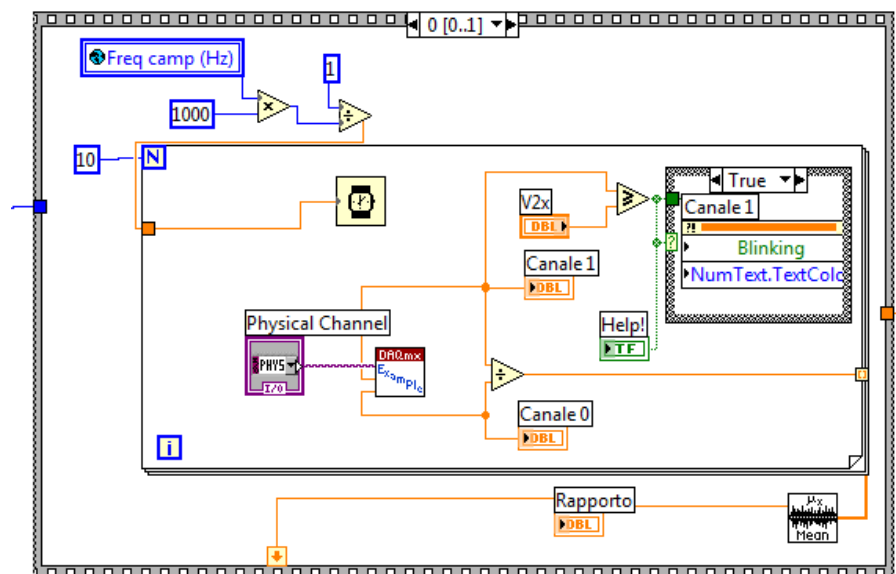 0 [0..1]
Freq camp (Hz)
1
×
÷
1000
10
N
True
V2x
DBL
≥
Canale 1
?!
Blinking
NumText.TextColo
?
Canale 1
DBL
Physical Channel
Help!
TF
PHYS
I/O
DAQmx
Example
÷
Canale 0
DBL
i
Rapporto
DBL
μx
Mean